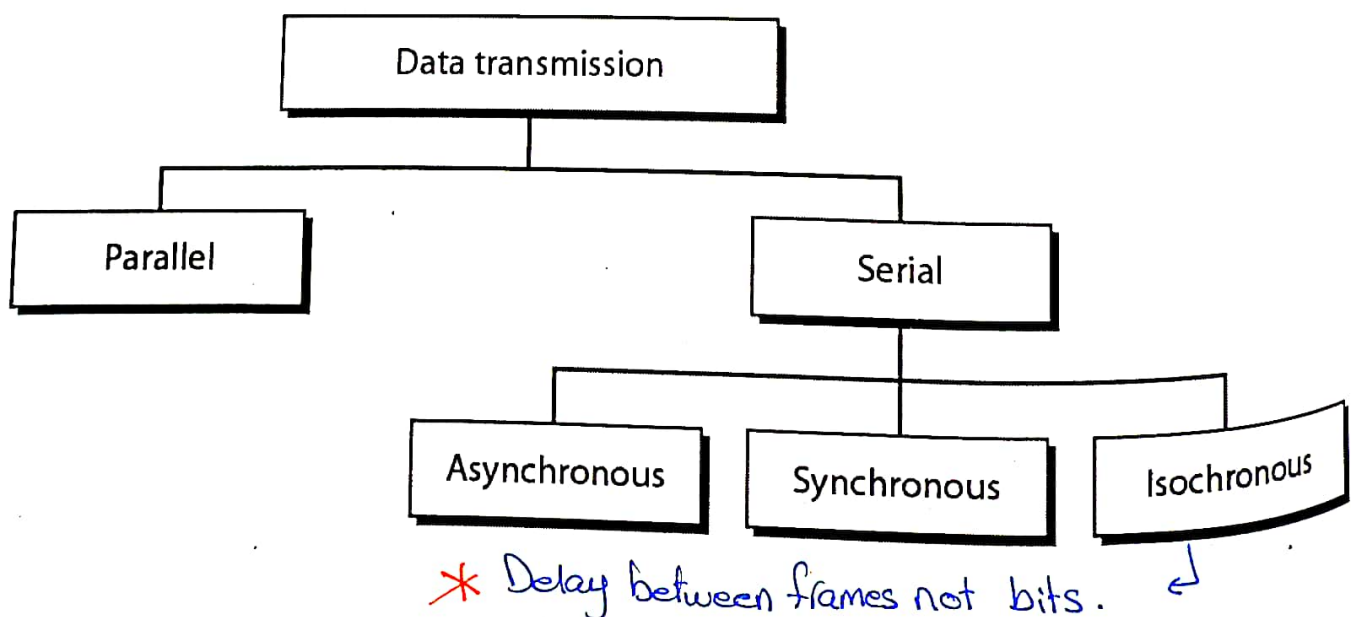 Data transmission
Parallel
Serial
Asynchronous
Synchronous
Isochronous
* Delay between frames not bits.